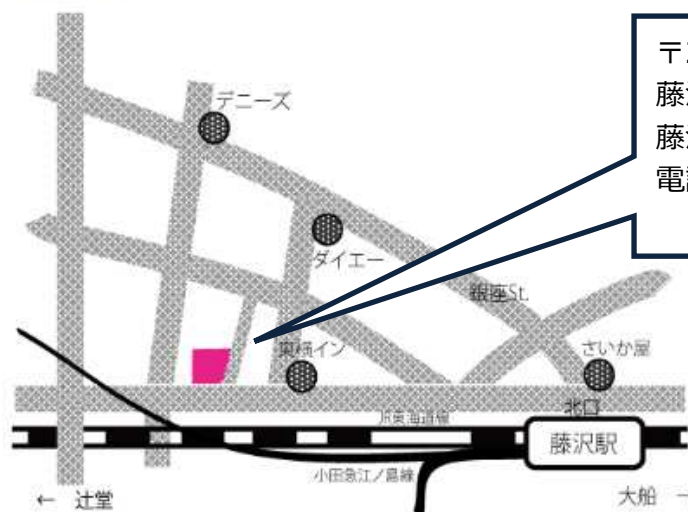 〒
藤
藤
電
デニーズ
ダイエー
銀座St.
東横イン
さいか屋
北口
JR東海道線
藤沢駅
小田急江ノ島線
← 辻堂
大船 →